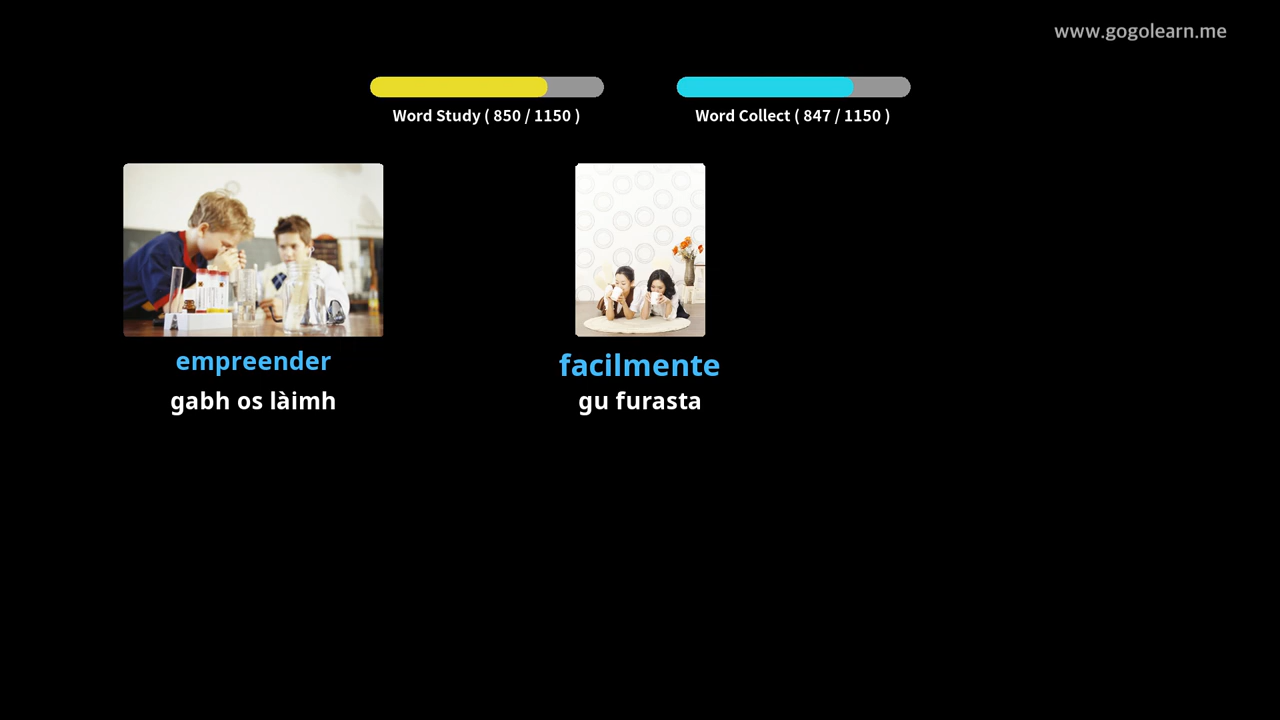 www.gogolearn.me
Word Study ( 850 / 1150 )
Word Collect ( 847 / 1150 )
empreender
gabh os làimh
facilmente
gu furasta